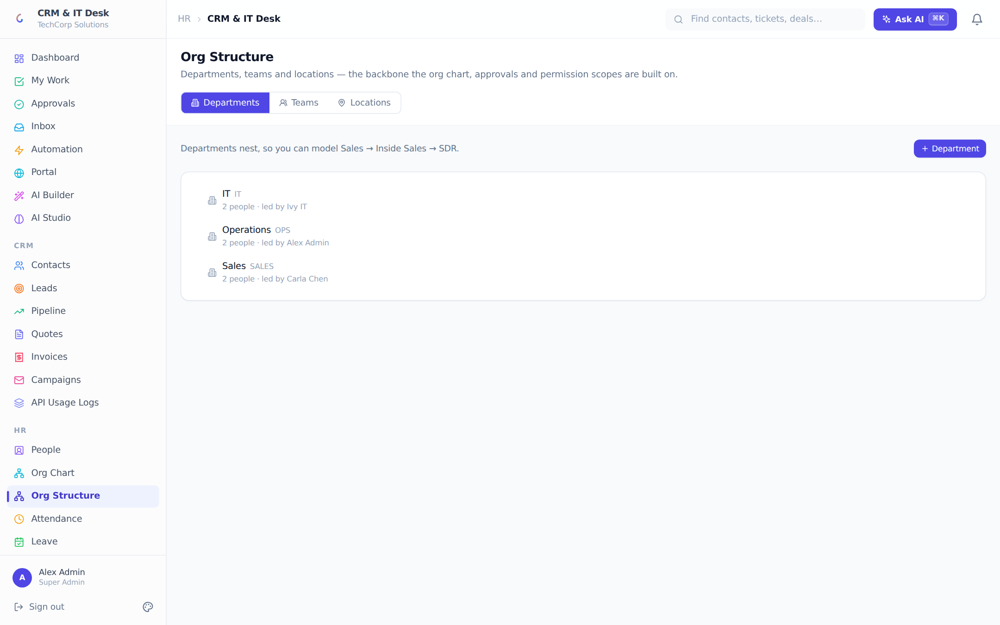 CRM & IT Desk
TechCorp Solutions
HR
CRM & IT Desk
Find contacts, tickets, deals...
Ask AI ⌘K
Dashboard
My Work
Approvals
Inbox
Automation
Portal
AI Builder
AI Studio
CRM
Contacts
Leads
Pipeline
Quotes
Invoices
Campaigns
API Usage Logs
HR
People
Org Chart
Org Structure
Attendance
Leave
A
Alex Admin
Super Admin
Sign out
Org Structure
Departments, teams and locations — the backbone the org chart, approvals and permission scopes are built on.
Departments
Teams
Locations
Departments nest, so you can model Sales → Inside Sales → SDR.
+ Department
IT IT
2 people · led by Ivy IT
Operations OPS
2 people · led by Alex Admin
Sales SALES
2 people · led by Carla Chen